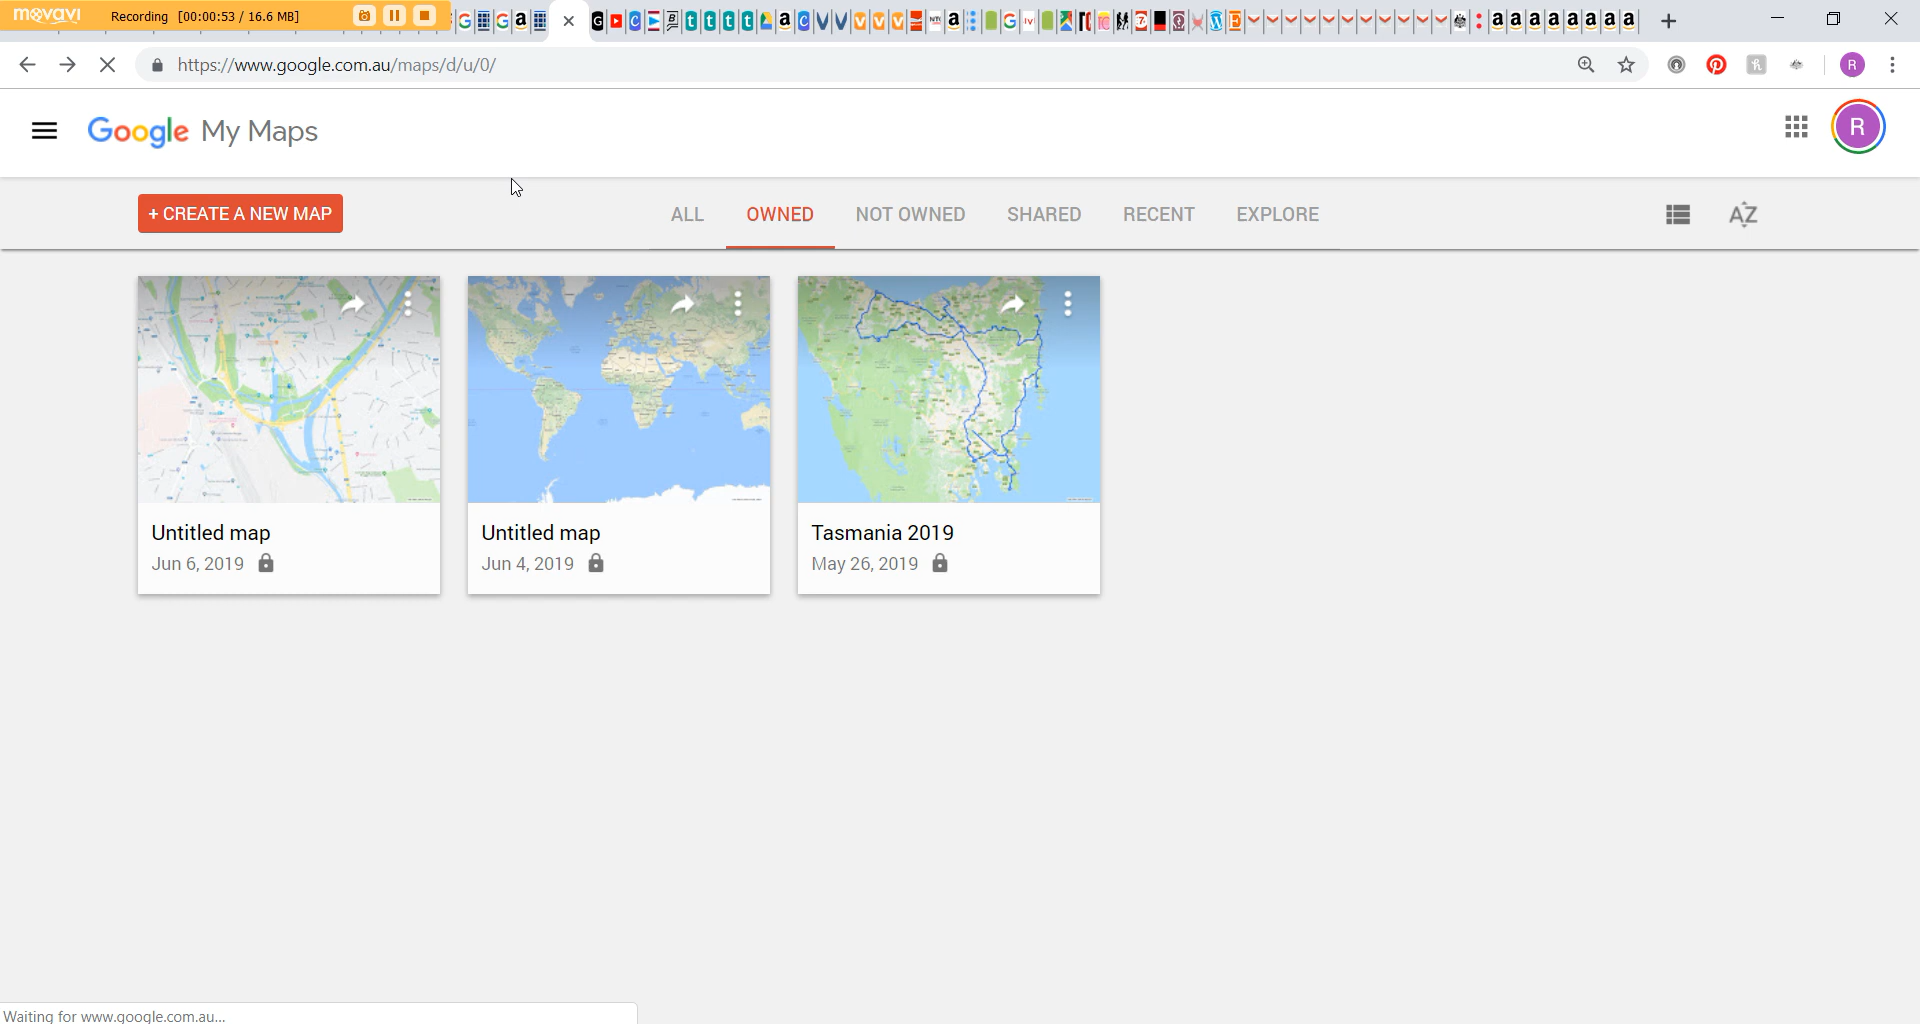 movavi
Recording [00:00:53 / 16.6 MB]
https://www.google.com.au/maps/d/u/0/
R
Google My Maps
R
+ CREATE A NEW MAP
ALL
OWNED
NOT OWNED
SHARED
RECENT
EXPLORE
AZ
Untitled map
Jun 6, 2019
Untitled map
Jun 4, 2019
Tasmania 2019
May 26, 2019
Waiting for www.google.com.au...